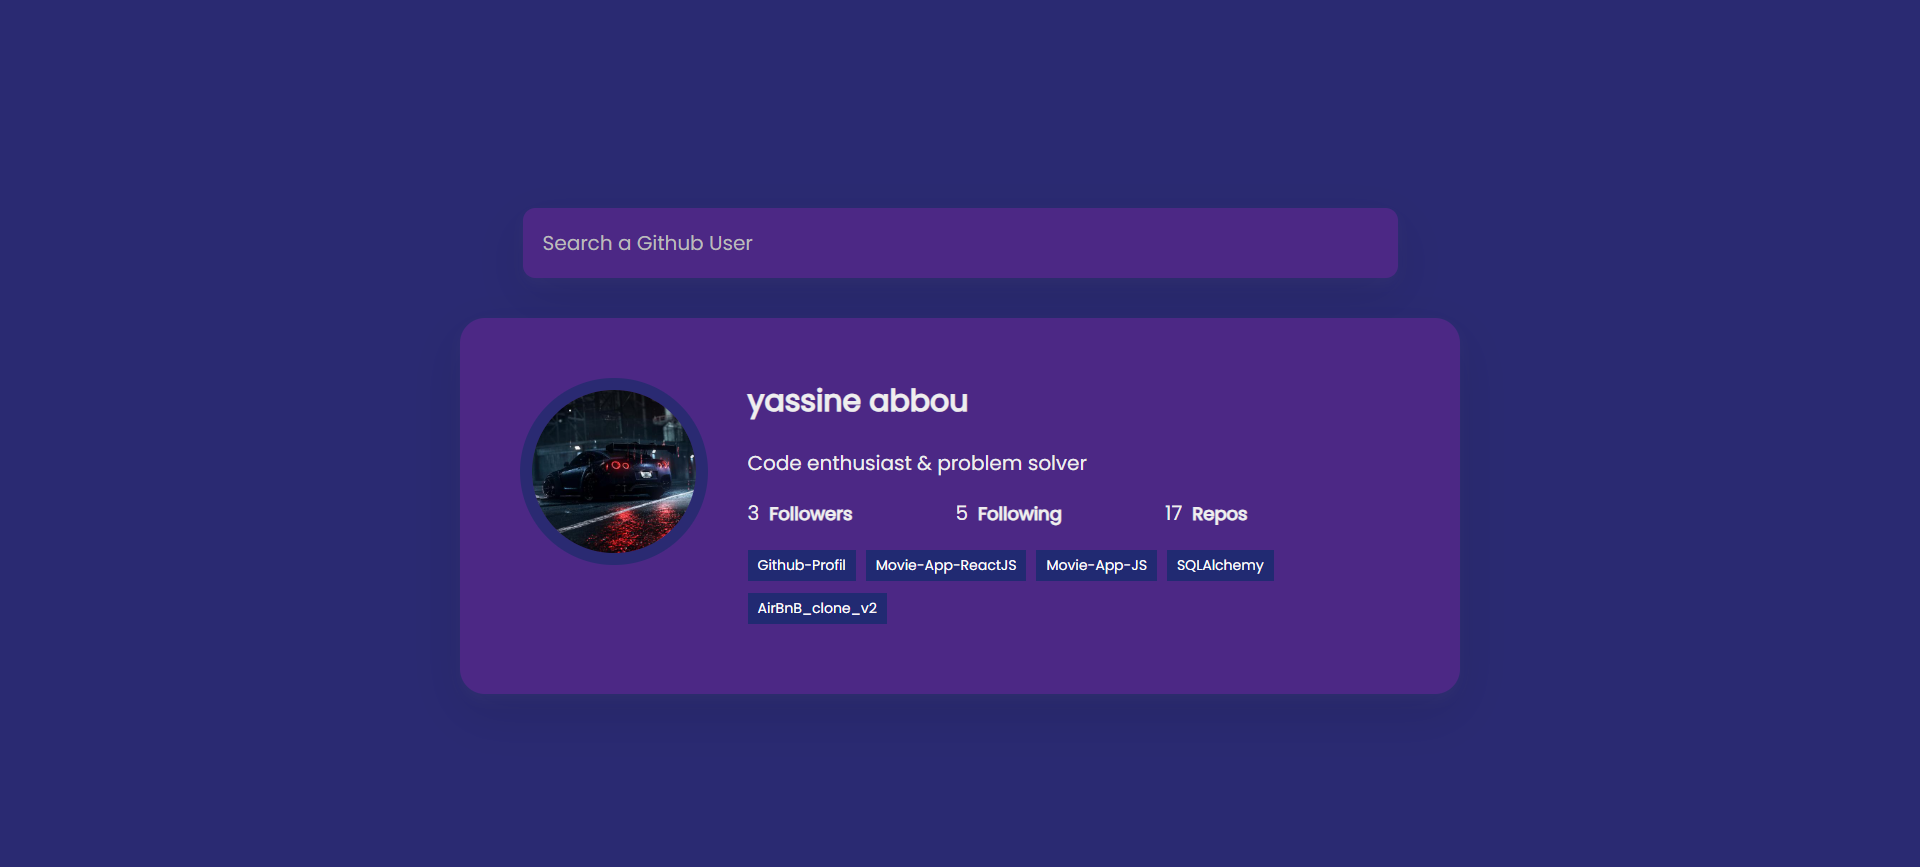 Search a Github User
yassine abbou
Code enthusiast & problem solver
3 Followers 5 Following 17 Repos
Github-Profil Movie-App-ReactJS Movie-App-JS SQLAlchemy
AirBnB_clone_v2